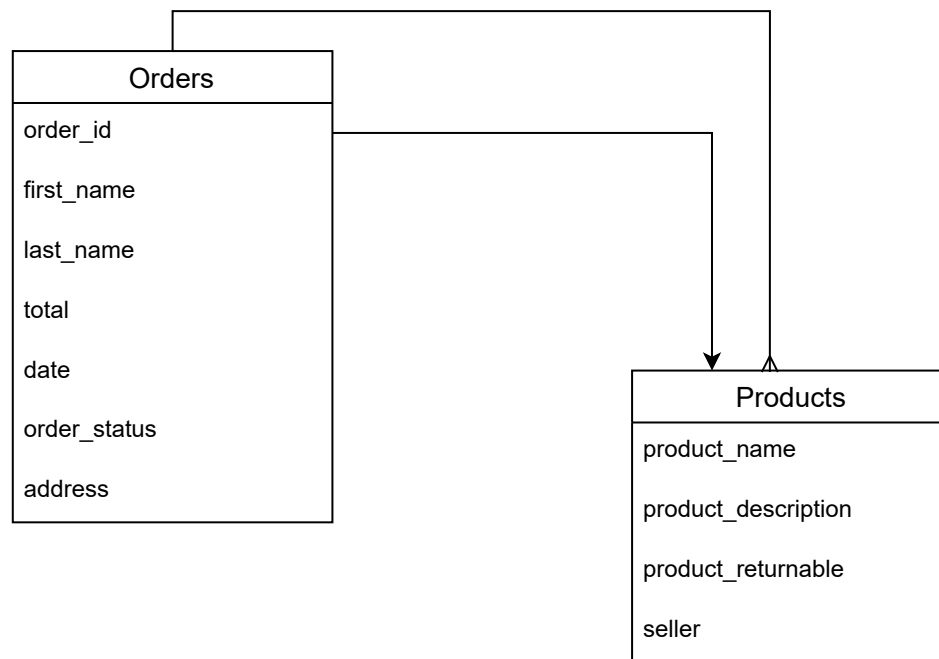 Orders
order_id
first_name
last_name
total
date
order_status
address
Products
product_name
product_description
product_returnable
seller